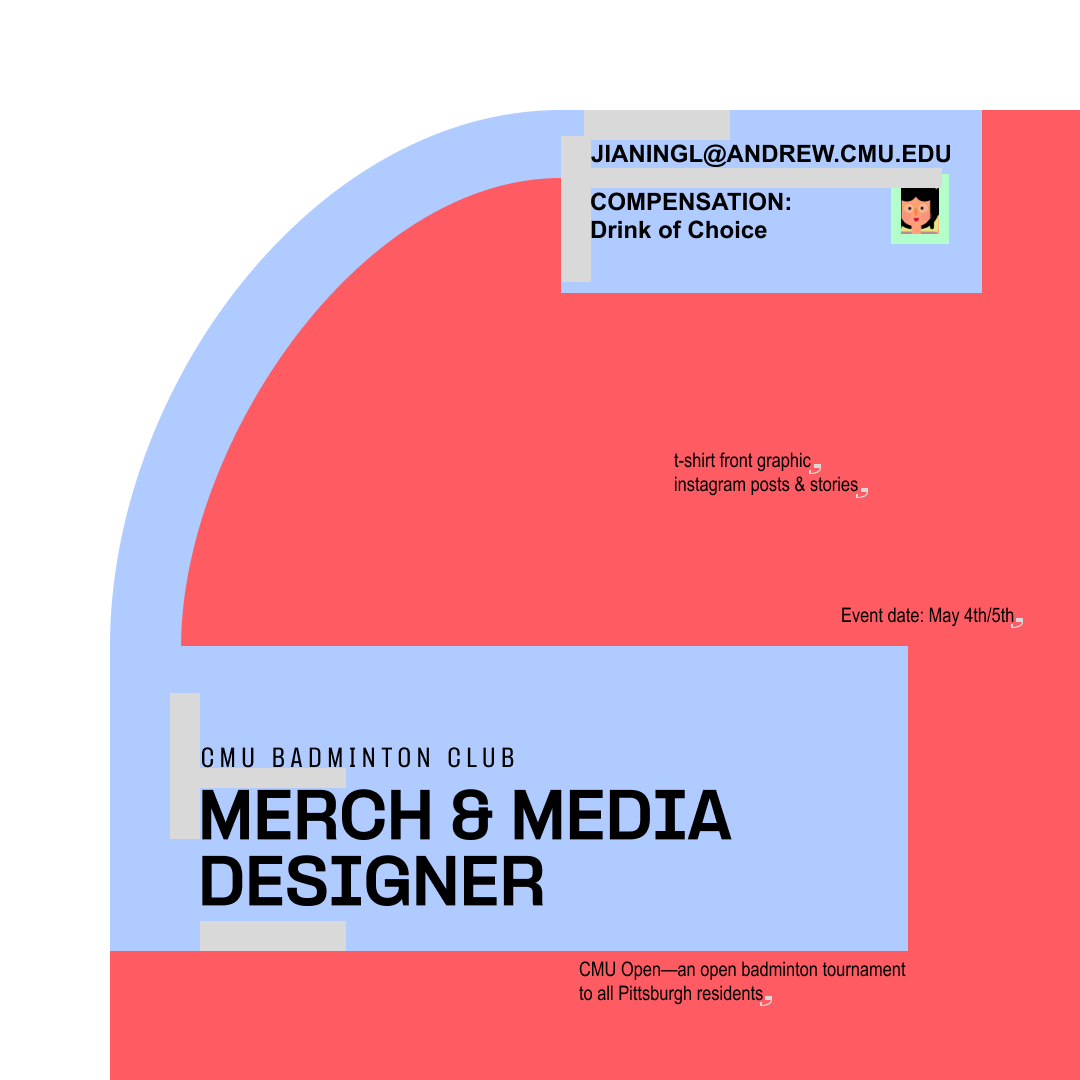 JIANINGL@ANDREW.CMU.EDU
COMPENSATION:
Drink of Choice
t-shirt front graphic,
instagram posts & stories,
Event date: May 4th/5th,
CMU BADMINTON CLUB
MERCH & MEDIA
DESIGNER
CMU Open—an open badminton tournament
to all Pittsburgh residents,